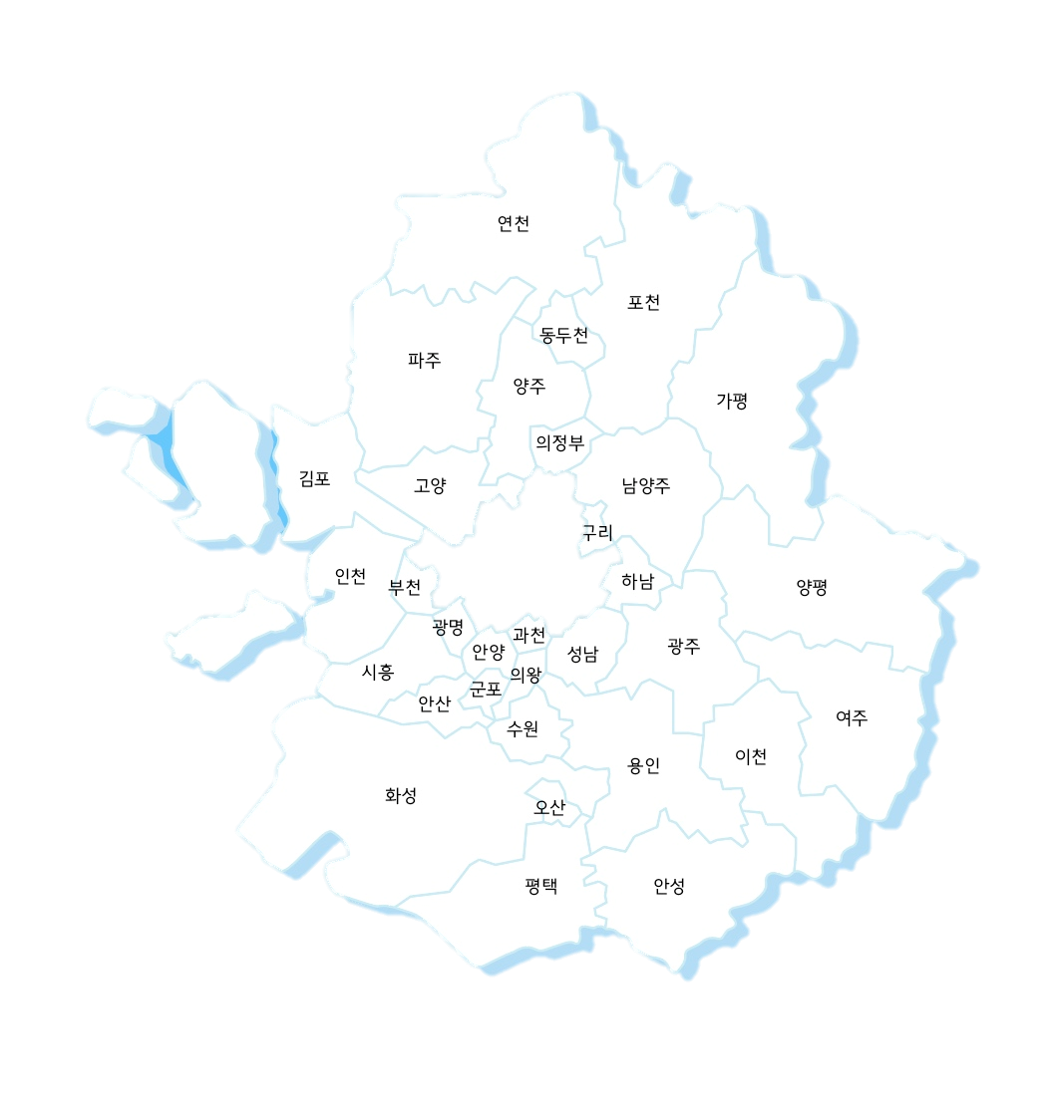 연천
포천
동두천
파주
양주
가평
의정부
김포
고양
남양주
구리
인천
부천
하남
양평
광명
과천
안양
성남
광주
시흥
의왕
군포
안산
수원
여주
이천
용인
화성
오산
평택
안성